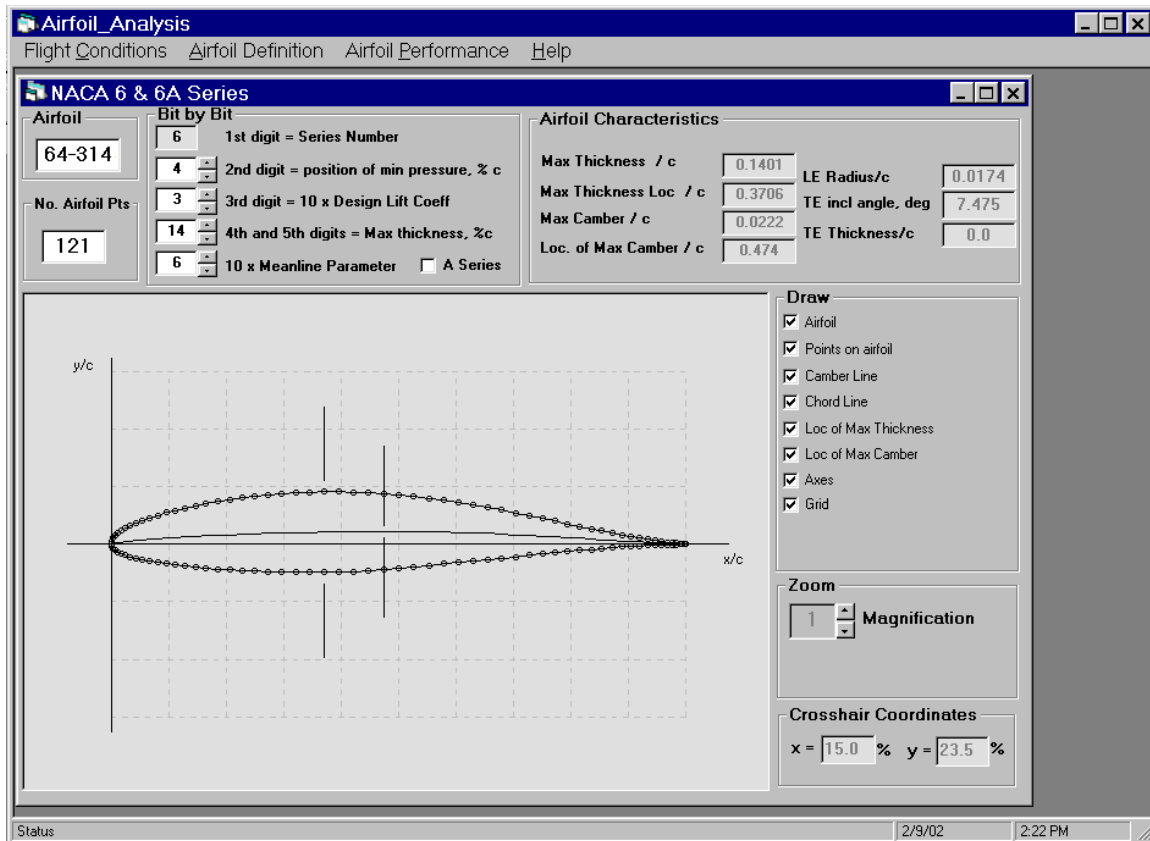 Airfoil_Analysis
Flight Conditions Airfoil Definition Airfoil Performance Help
NACA 6 & 6A Series
Airfoil
64-314
No. Airfoil Pts
121
Bit by Bit
6 1st digit = Series Number
4 2nd digit = position of min pressure, % c
3 3rd digit = 10 x Design Lift Coeff
14 4th and 5th digits = Max thickness, %c
6 10 x Meanline Parameter A Series
Airfoil Characteristics
Max Thickness / c 0.1401
Max Thickness Loc / c 0.3706
Max Camber / c 0.0222
Loc. of Max Camber / c 0.474
LE Radius/c 0.0174
TE incl angle, deg 7.475
TE Thickness/c 0.0
y/c
x/c
Draw
Airfoil
Points on airfoil
Camber Line
Chord Line
Loc of Max Thickness
Loc of Max Camber
Axes
Grid
Zoom
1 Magnification
Crosshair Coordinates
x = 15.0 % y = 23.5 %
Status 2/9/02 2:22 PM